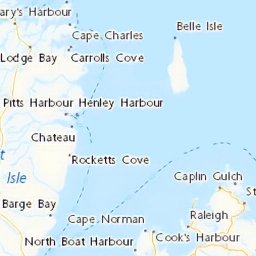 ary's Harbour
Belle Isle
Cape Charles
Lodge Bay
Carrolls Cove
Pitts Harbour
Henley Harbour
Chateau
Rocketts Cove
t
Isle
Caplin Gulch
St
Barge Bay
Raleigh
Cape Norman
Cook's Harbour
North Boat Harbour